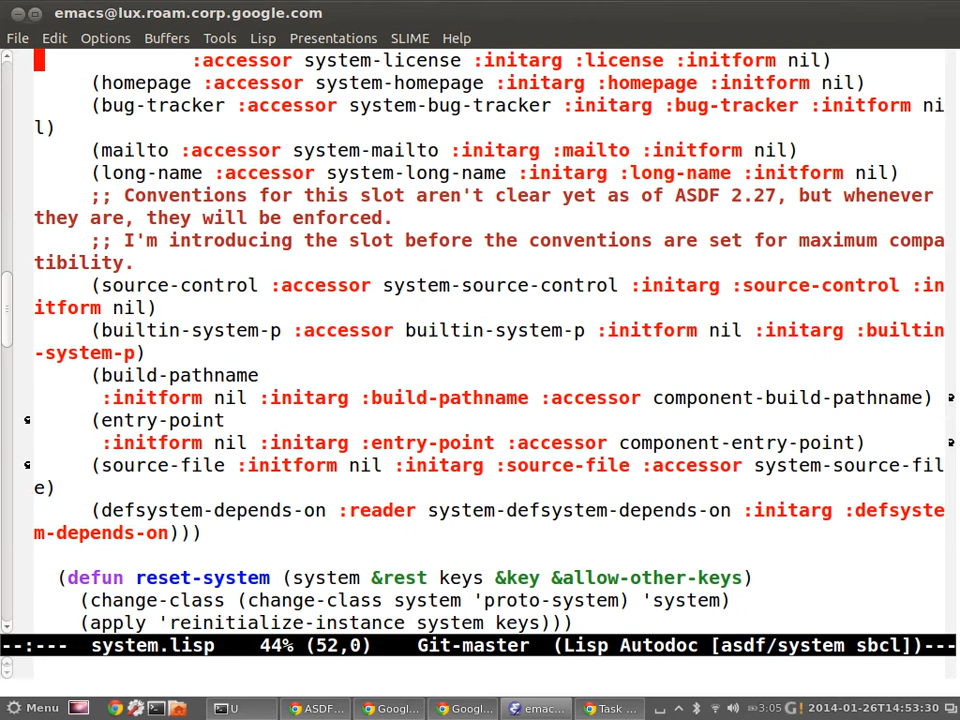 emacs@lux.roam.corp.google.com
File Edit Options Buffers Tools Lisp Presentations SLIME Help
:accessor system-license :initarg :license :initform nil)
(homepage :accessor system-homepage :initarg :homepage :initform nil)
(bug-tracker :accessor system-bug-tracker :initarg :bug-tracker :initform ni
l)
(mailto :accessor system-mailto :initarg :mailto :initform nil)
(long-name :accessor system-long-name :initarg :long-name :initform nil)
;; Conventions for this slot aren't clear yet as of ASDF 2.27, but whenever
they are, they will be enforced.
;; I'm introducing the slot before the conventions are set for maximum compa
tibility.
(source-control :accessor system-source-control :initarg :source-control :in
itform nil)
(builtin-system-p :accessor builtin-system-p :initform nil :initarg :builtin
-system-p)
(build-pathname
:initform nil :initarg :build-pathname :accessor component-build-pathname)
(entry-point
:initform nil :initarg :entry-point :accessor component-entry-point)
(source-file :initform nil :initarg :source-file :accessor system-source-fil
e)
(defsystem-depends-on :reader system-defsystem-depends-on :initarg :defsyste
m-depends-on)))
(defun reset-system (system &rest keys &key &allow-other-keys)
(change-class (change-class system 'proto-system) 'system)
(apply 'reinitialize-instance system keys)))
--:--- system.lisp 44% (52,0) Git-master (Lisp Autodoc [asdf/system sbcl])---
Menu U ASDF... Googl... Googl... emac... Task ... 3:05 2014-01-26T14:53:30